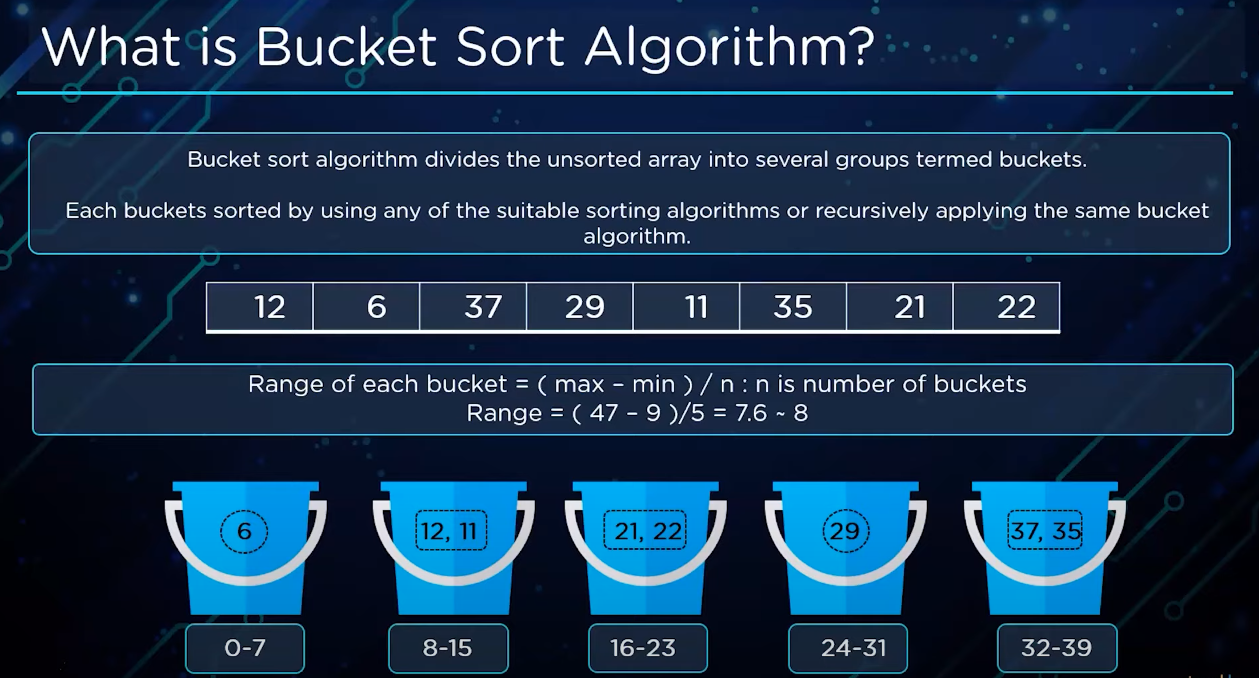 What is Bucket Sort Algorithm?
Bucket sort algorithm divides the unsorted array into several groups termed buckets.
Each buckets sorted by using any of the suitable sorting algorithms or recursively applying the same bucket
algorithm.
12 6 37 29 11 35 21 22
Range of each bucket = ( max – min ) / n : n is number of buckets
Range = ( 47 – 9 )/5 = 7.6 ~ 8
6 12, 11 21, 22 29 37, 35
0-7 8-15 16-23 24-31 32-39